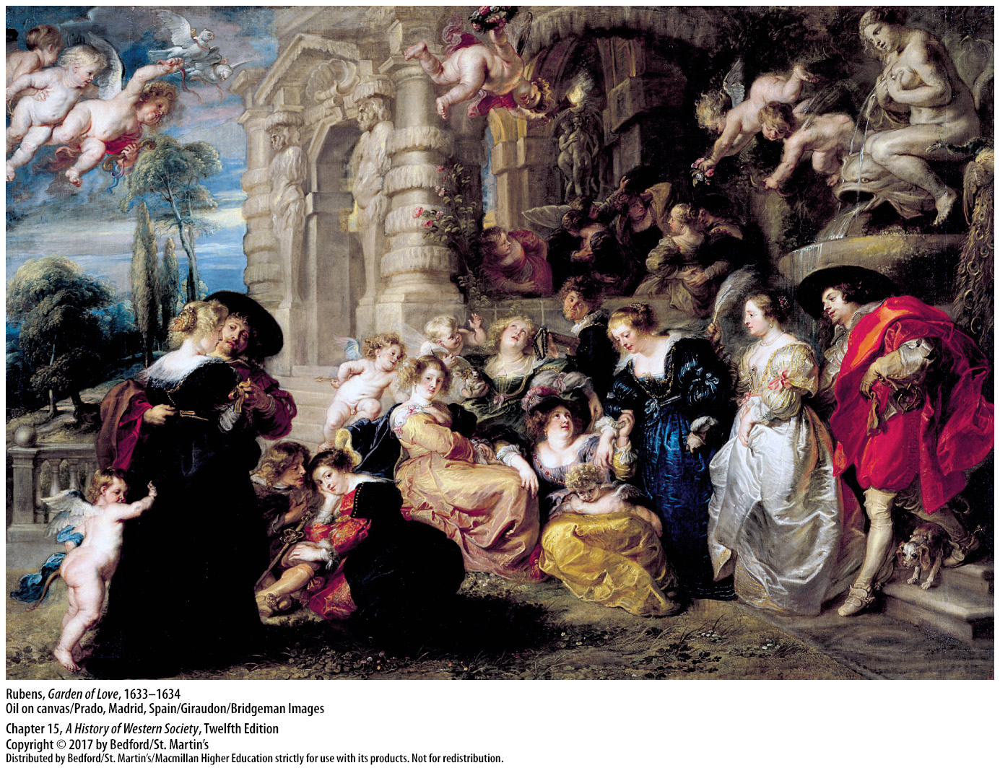 Rubens, Garden of Love, 1633–1634
Oil on canvas/Prado, Madrid, Spain/Giraudon/Bridgeman Images
Chapter 15, A History of Western Society, Twelfth Edition
Copyright © 2017 by Bedford/St. Martin’s
Distributed by Bedford/St. Martin’s/Macmillan Higher Education strictly for use with its products. Not for redistribution.